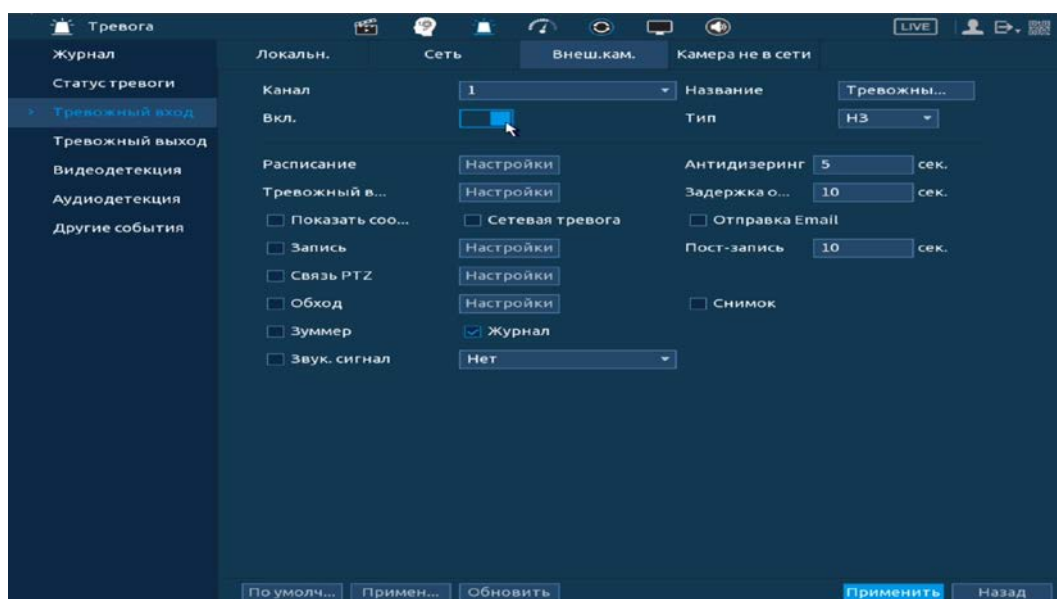 Тревога LIVE
Журнал
Статус тревоги
Тревожный вход
Тревожный выход
Видеодетекция
Аудиодетекция
Другие события
Локальн. Сеть Внеш.кам. Камера не в сети
Канал 1 Название Тревожны...
Вкл. Тип НЗ
Расписание Настройки Антидизеринг 5 сек.
Тревожный в... Настройки Задержка о... 10 сек.
Показать соо... Сетевая тревога Отправка Email
Запись Настройки Пост-запись 10 сек.
Связь PTZ Настройки
Обход Настройки Снимок
Зуммер Журнал
Звук. сигнал Нет
По умолч... Примен... Обновить Применить Назад